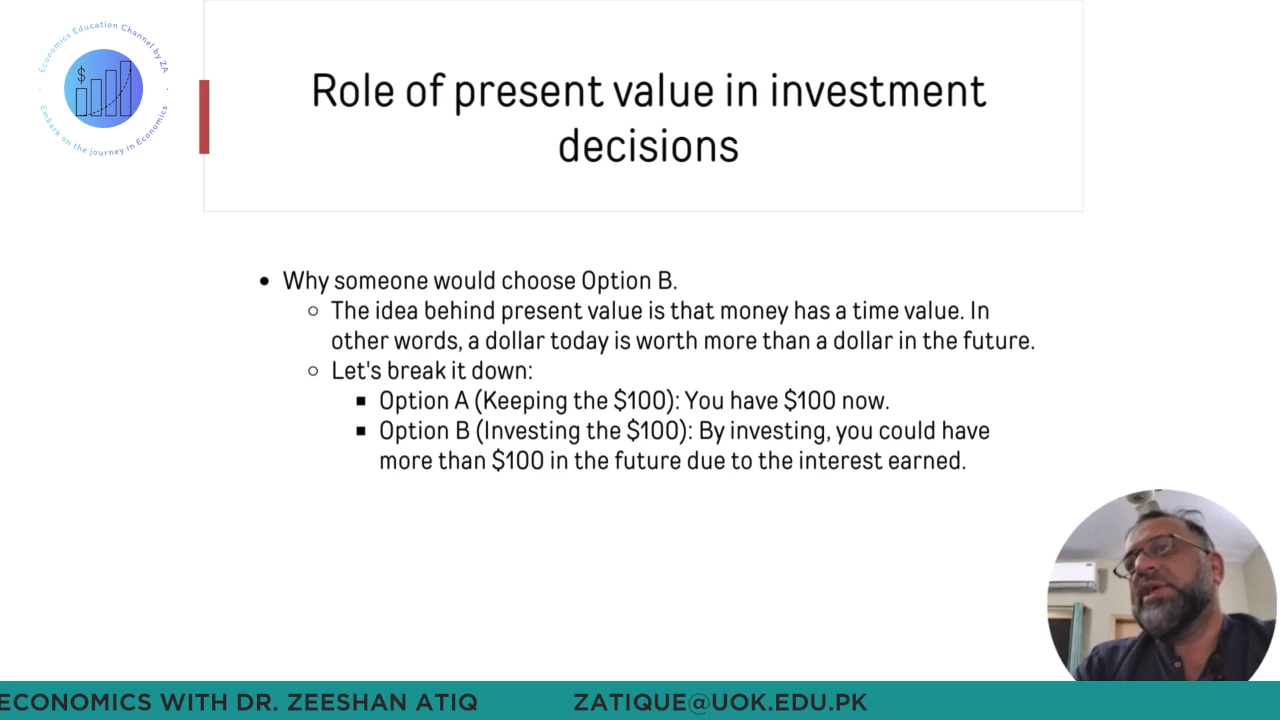 Economics Education Channel by ZA
$
Embark on the journey in Economics
Role of present value in investment
decisions
• Why someone would choose Option B.
○ The idea behind present value is that money has a time value. In
other words, a dollar today is worth more than a dollar in the future.
○ Let's break it down:
▪ Option A (Keeping the $100): You have $100 now.
▪ Option B (Investing the $100): By investing, you could have
more than $100 in the future due to the interest earned.
ECONOMICS WITH DR. ZEESHAN ATIQ ZATIQUE@UOK.EDU.PK